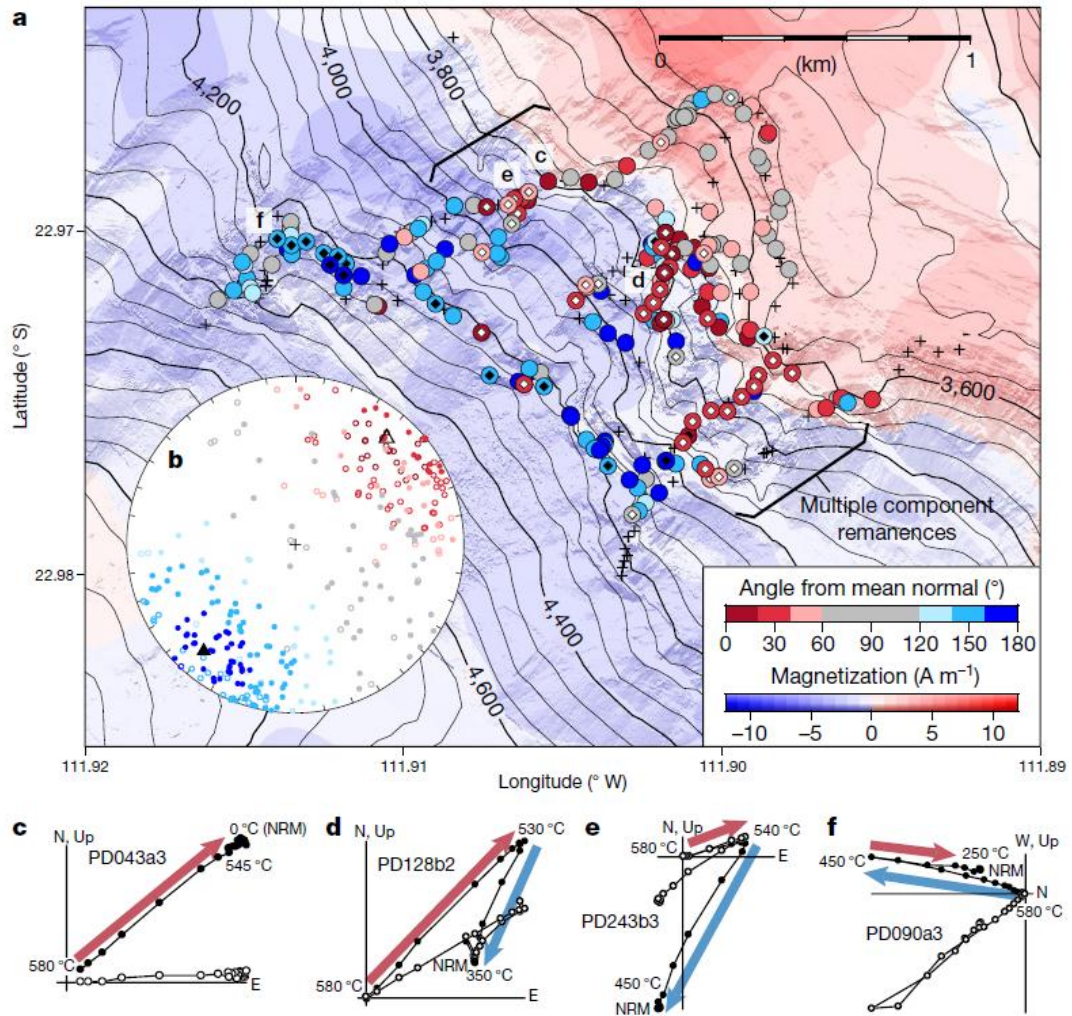 a
4,200
4,000
3,800
0
1
(km)
c
e
f
d
22.97
3,600
Latitude (° S)
b
Multiple component
remanences
22.98
4,400
4,600
Angle from mean normal (°)
0 30 60 90 120 150 180
Magnetization (A m⁻¹)
−10 −5 0 5 10
111.92 111.91 111.90 111.89
Longitude (° W)
c
N, Up
0 °C (NRM)
545 °C
PD043a3
580 °C
E
d
N, Up
530 °C
PD128b2
NRM
350 °C
580 °C
E
e
N, Up
540 °C
580 °C
E
PD243b3
450 °C
NRM
f
W, Up
450 °C
250 °C
NRM
N
580 °C
PD090a3